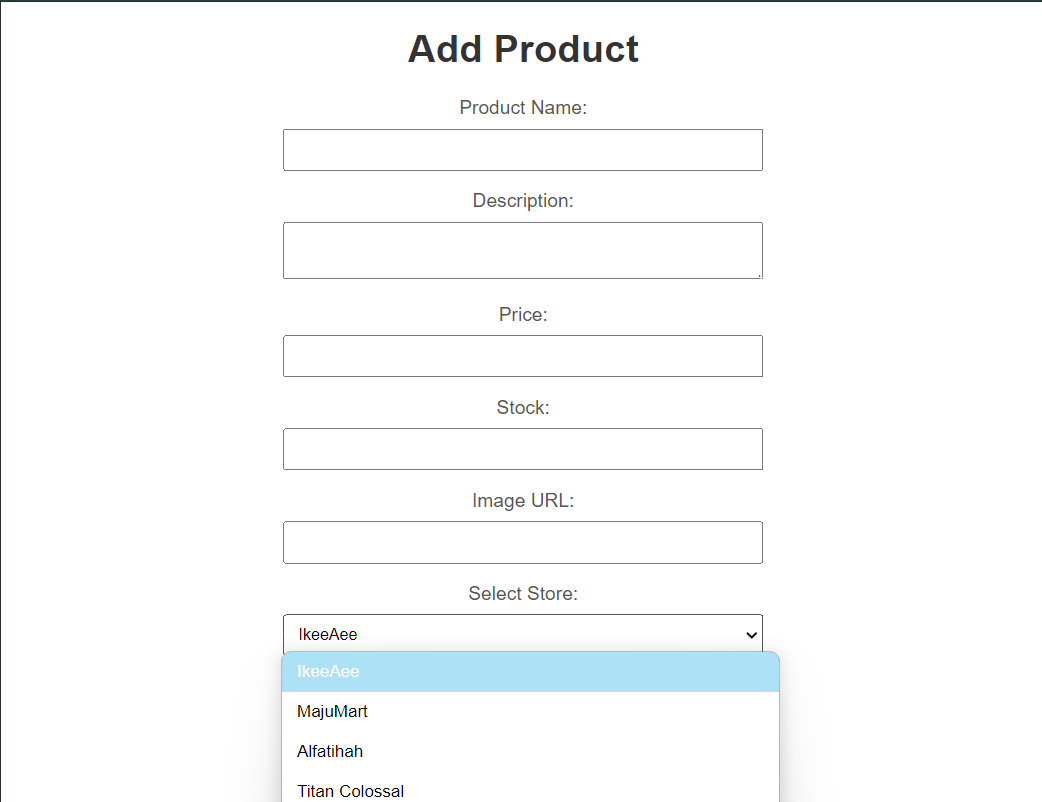 Add Product
Product Name:
Description:
Price:
Stock:
Image URL:
Select Store:
IkeeAee
IkeeAee
MajuMart
Alfatihah
Titan Colossal